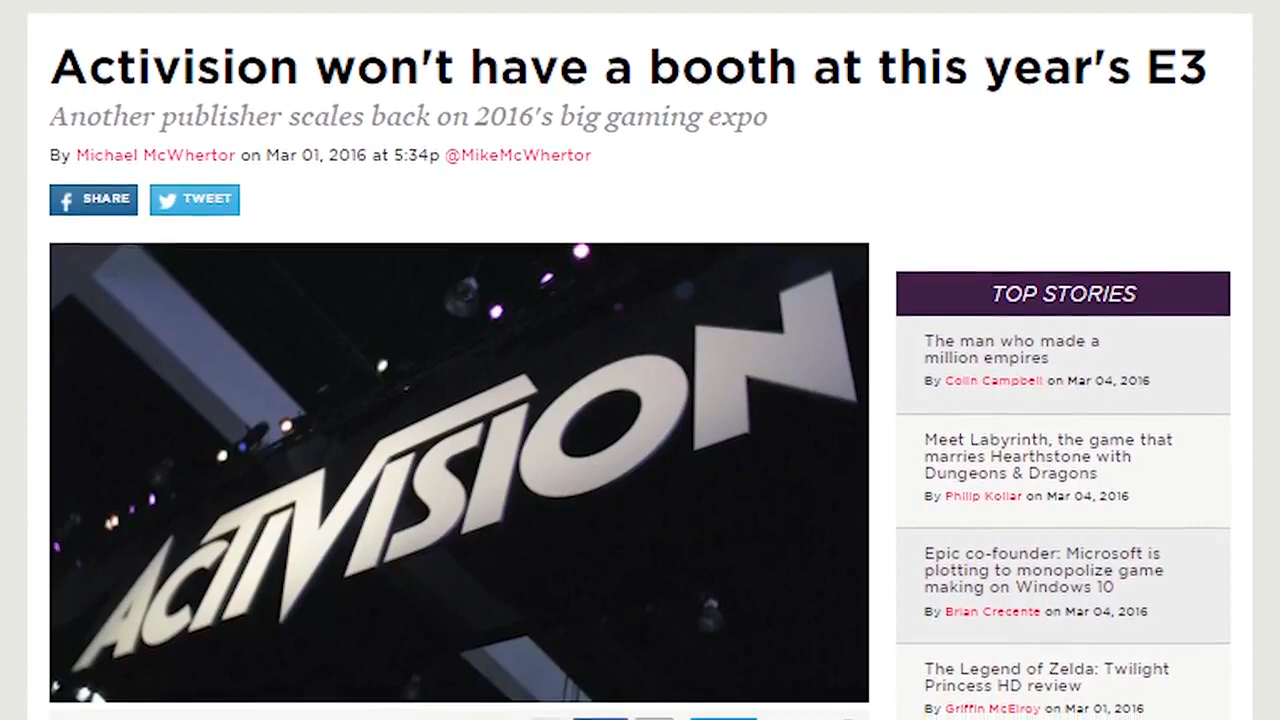 Activision won't have a booth at this year's E3
Another publisher scales back on 2016's big gaming expo
By Michael McWhertor on Mar 01, 2016 at 5:34p @MikeMcWhertor
SHARE
TWEET
ACTIVISION
TOP STORIES
The man who made a
million empires
By Colin Campbell on Mar 04, 2016
Meet Labyrinth, the game that
marries Hearthstone with
Dungeons & Dragons
By Philip Kollar on Mar 04, 2016
Epic co-founder: Microsoft is
plotting to monopolize game
making on Windows 10
By Brian Crecente on Mar 04, 2016
The Legend of Zelda: Twilight
Princess HD review
By Griffin McElroy on Mar 01, 2016